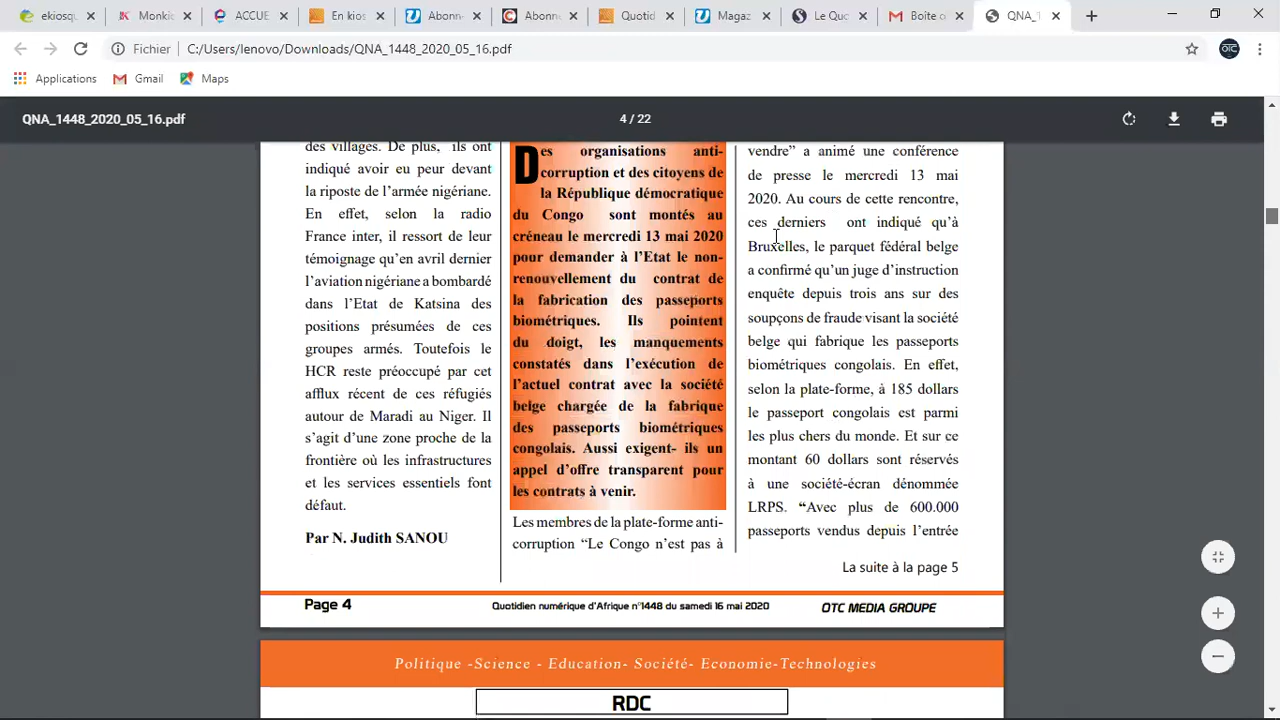 ekiosq
Monki
ACCUE
En kios
Abonn
Abonn
Quotid
Magaz
Le Que
Boîte o
QNA_1
Fichier
C:/Users/lenovo/Downloads/QNA_1448_2020_05_16.pdf
OTC
Applications
Gmail
Maps
QNA_1448_2020_05_16.pdf
4 / 22
des villages. De plus, ils ont
indiqué avoir eu peur devant
la riposte de l'armée nigériane.
En effet, selon la radio
France inter, il ressort de leur
témoignage qu'en avril dernier
l'aviation nigériane a bombardé
dans l'Etat de Katsina des
positions présumées de ces
groupes armés. Toutefois le
HCR reste préoccupé par cet
afflux récent de ces réfugiés
autour de Maradi au Niger. Il
s'agit d'une zone proche de la
frontière où les infrastructures
et les services essentiels font
défaut.
Par N. Judith SANOU
Des organisations anti-
corruption et des citoyens de
la République démocratique
du Congo sont montés au
créneau le mercredi 13 mai 2020
pour demander à l'Etat le non-
renouvellement du contrat de
la fabrication des passeports
biométriques. Ils pointent
du doigt, les manquements
constatés dans l'exécution de
l'actuel contrat avec la société
belge chargée de la fabrique
des passeports biométriques
congolais. Aussi exigent- ils un
appel d'offre transparent pour
les contrats à venir.
Les membres de la plate-forme anti-
corruption “Le Congo n'est pas à
vendre” a animé une conférence
de presse le mercredi 13 mai
2020. Au cours de cette rencontre,
ces derniers ont indiqué qu'à
Bruxelles, le parquet fédéral belge
a confirmé qu'un juge d'instruction
enquête depuis trois ans sur des
soupçons de fraude visant la société
belge qui fabrique les passeports
biométriques congolais. En effet,
selon la plate-forme, à 185 dollars
le passeport congolais est parmi
les plus chers du monde. Et sur ce
montant 60 dollars sont réservés
à une société-écran dénommée
LRPS. “Avec plus de 600.000
passeports vendus depuis l'entrée
La suite à la page 5
Page 4
Quotidien numérique d'Afrique n°1448 du samedi 16 mai 2020
OTC MEDIA GROUPE
Politique -Science - Education- Société- Economie-Technologies
RDC